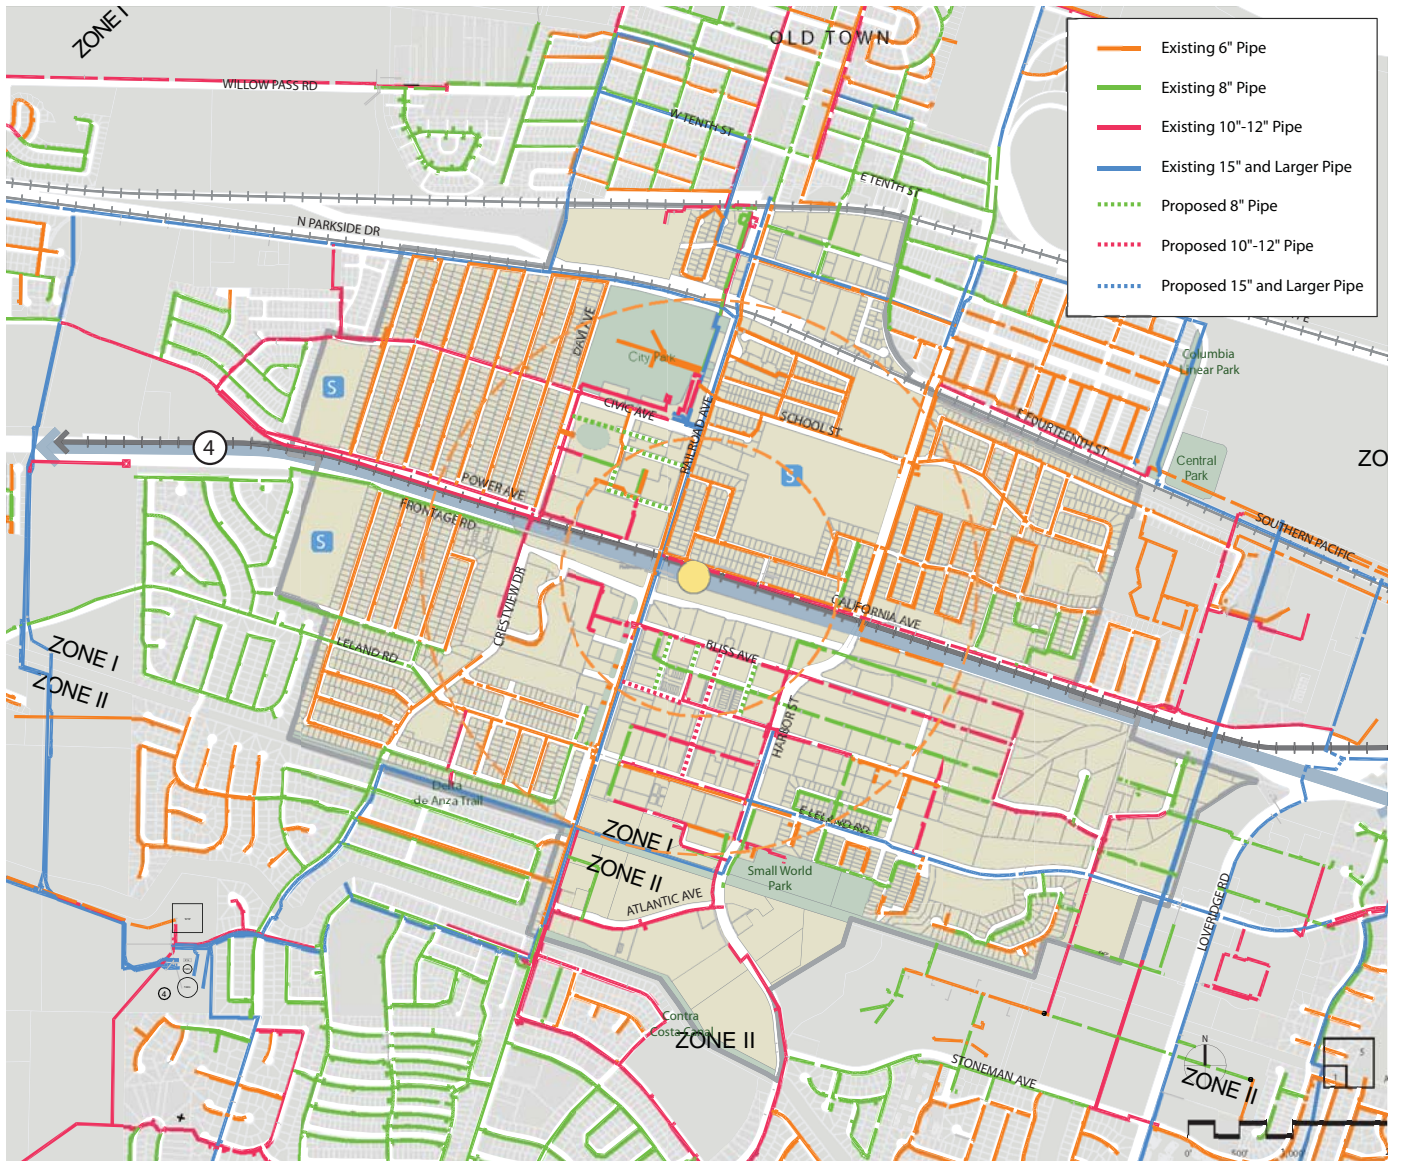 ZONE I
OLD TOWN
WILLOW PASS RD
W TENTH ST
E TENTH ST
N PARKSIDE DR
Existing 6" Pipe
Existing 8" Pipe
Existing 10"-12" Pipe
Existing 15" and Larger Pipe
Proposed 8" Pipe
Proposed 10"-12" Pipe
Proposed 15" and Larger Pipe
DAVI AVE
City Park
Columbia
Linear Park
S
CIVIC AVE
RAILROAD AVE
SCHOOL ST
E FOURTEENTH ST
4
ZO
Central
Park
S
POWER AVE
FRONTAGE RD
SOUTHERN PACIFIC
S
CRESTVIEW DR
CALIFORNIA AVE
ZONE I
ZONE II
LELAND RD
BLISS AVE
HARBOR ST
Delta
de Anza Trail
E LELAND RD
ZONE I
ZONE II
Small World
Park
ATLANTIC AVE
LOVERIDGE RD
4
Contra
Costa Canal
ZONE II
STONEMAN AVE
N
ZONE II
S
0'
500'
1,000'